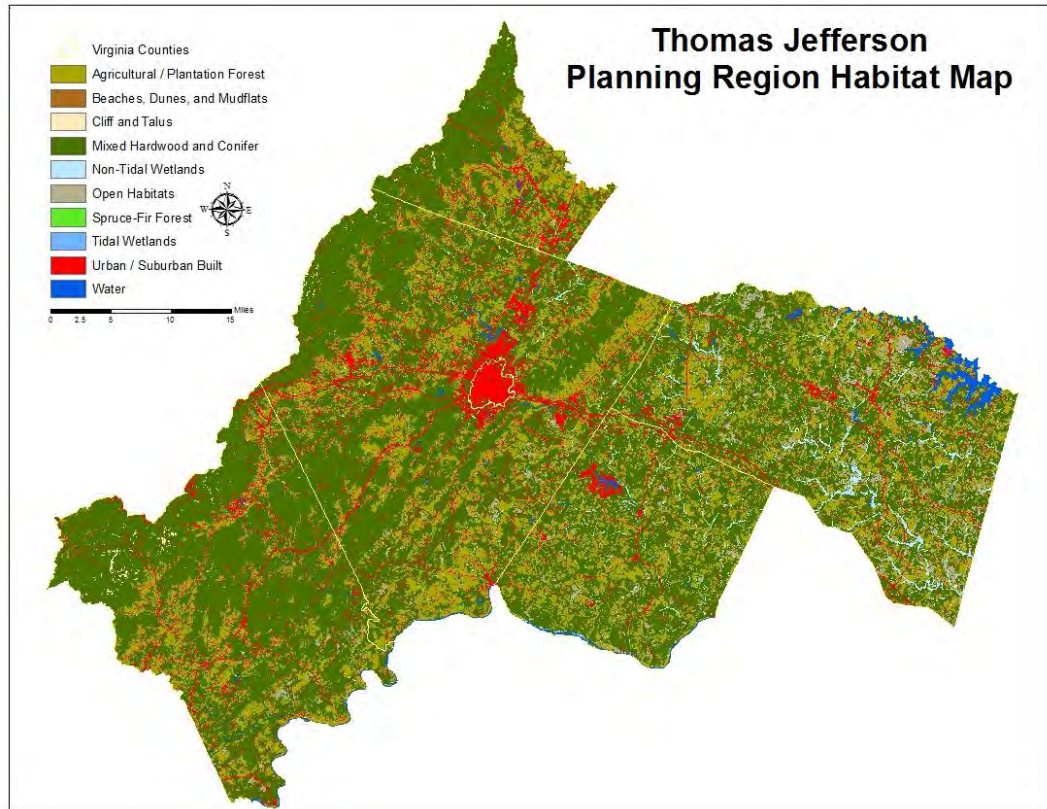 Thomas Jefferson
Planning Region Habitat Map
Virginia Counties
Agricultural / Plantation Forest
Beaches, Dunes, and Mudflats
Cliff and Talus
Mixed Hardwood and Conifer
Non-Tidal Wetlands
Open Habitats
Spruce-Fir Forest
Tidal Wetlands
Urban / Suburban Built
Water
N
W E
S
Miles
0 2.5 5 10 15